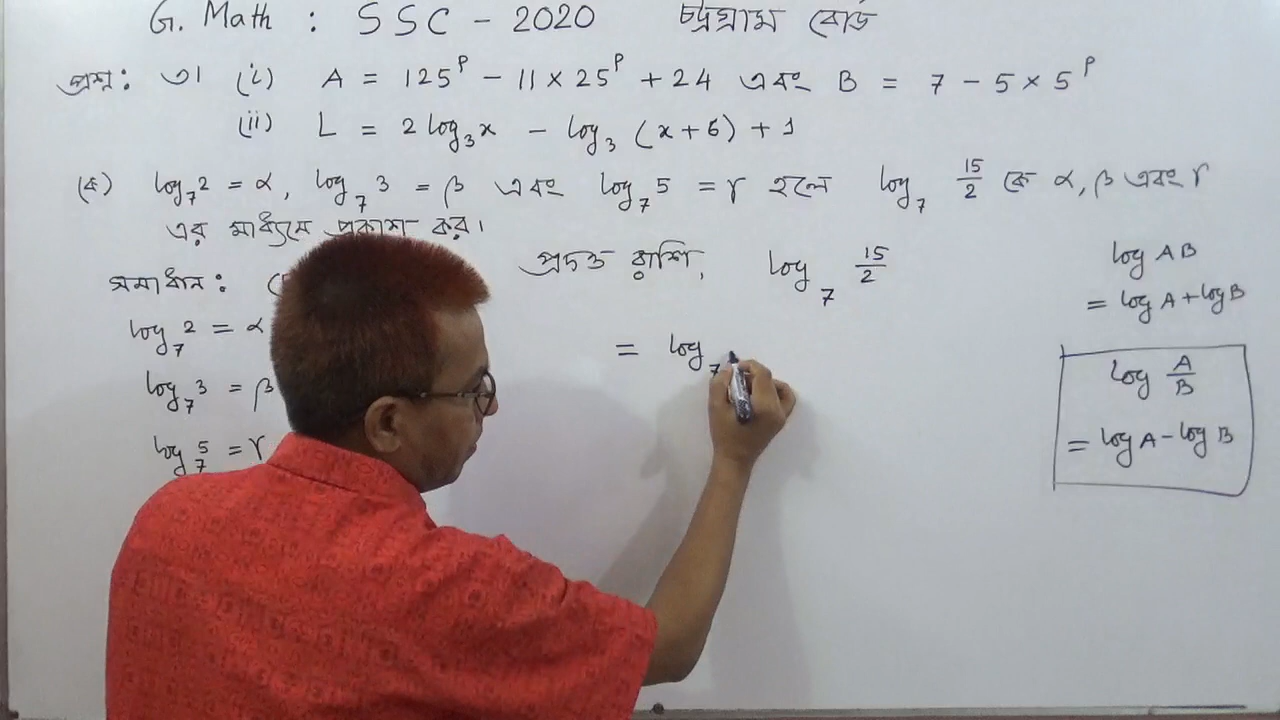 G. Math : SSC - 2020 চট্টগ্রাম বোর্ড
প্রশ্ন: ৩। (i) A = 125^P - 11 × 25^P + 24 এবং B = 7 - 5 × 5^P
(ii) L = 2 log₃x - log₃ (x+6) + 1
(ক) log₇2 = α, log₇3 = β এবং log₇5 = γ হলে log₇ 15/2 কে α, β এবং γ
এর মাধ্যমে প্রকাশ কর।
সমাধান:
log₇2 = α
log₇3 = β
log₇5 = γ
প্রদত্ত রাশি, log₇ 15/2
= log₇
log AB
= log A + log B
log A/B
= log A - log B